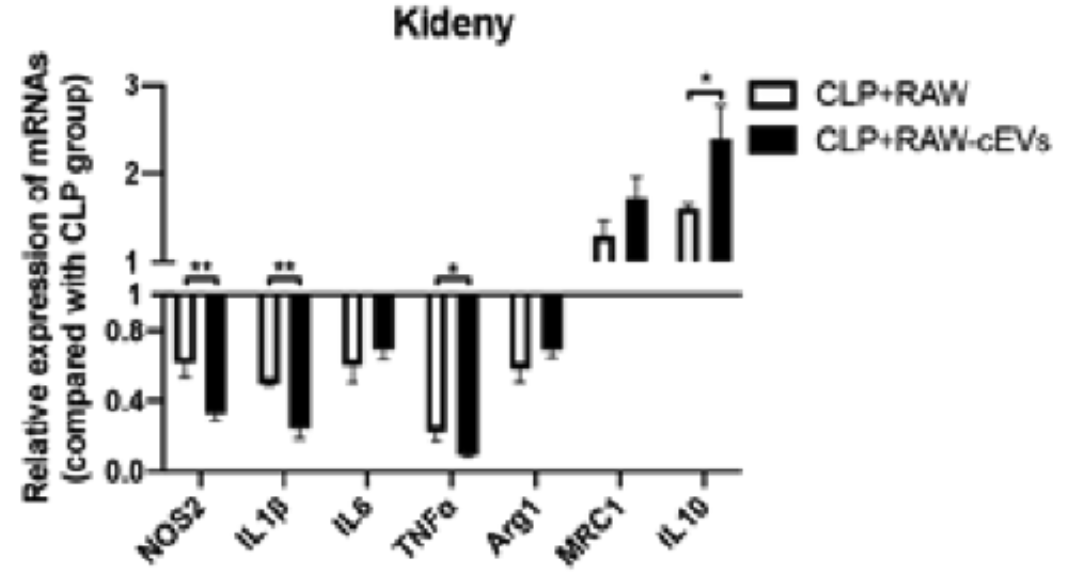 Kideny
Relative expression of mRNAs
(compared with CLP group)
3
2
1
1
0.8
0.4
0.0
*
**
**
*
CLP+RAW
CLP+RAW-cEVs
NOS2
IL1β
IL6
TNFα
Arg1
MRC1
IL10